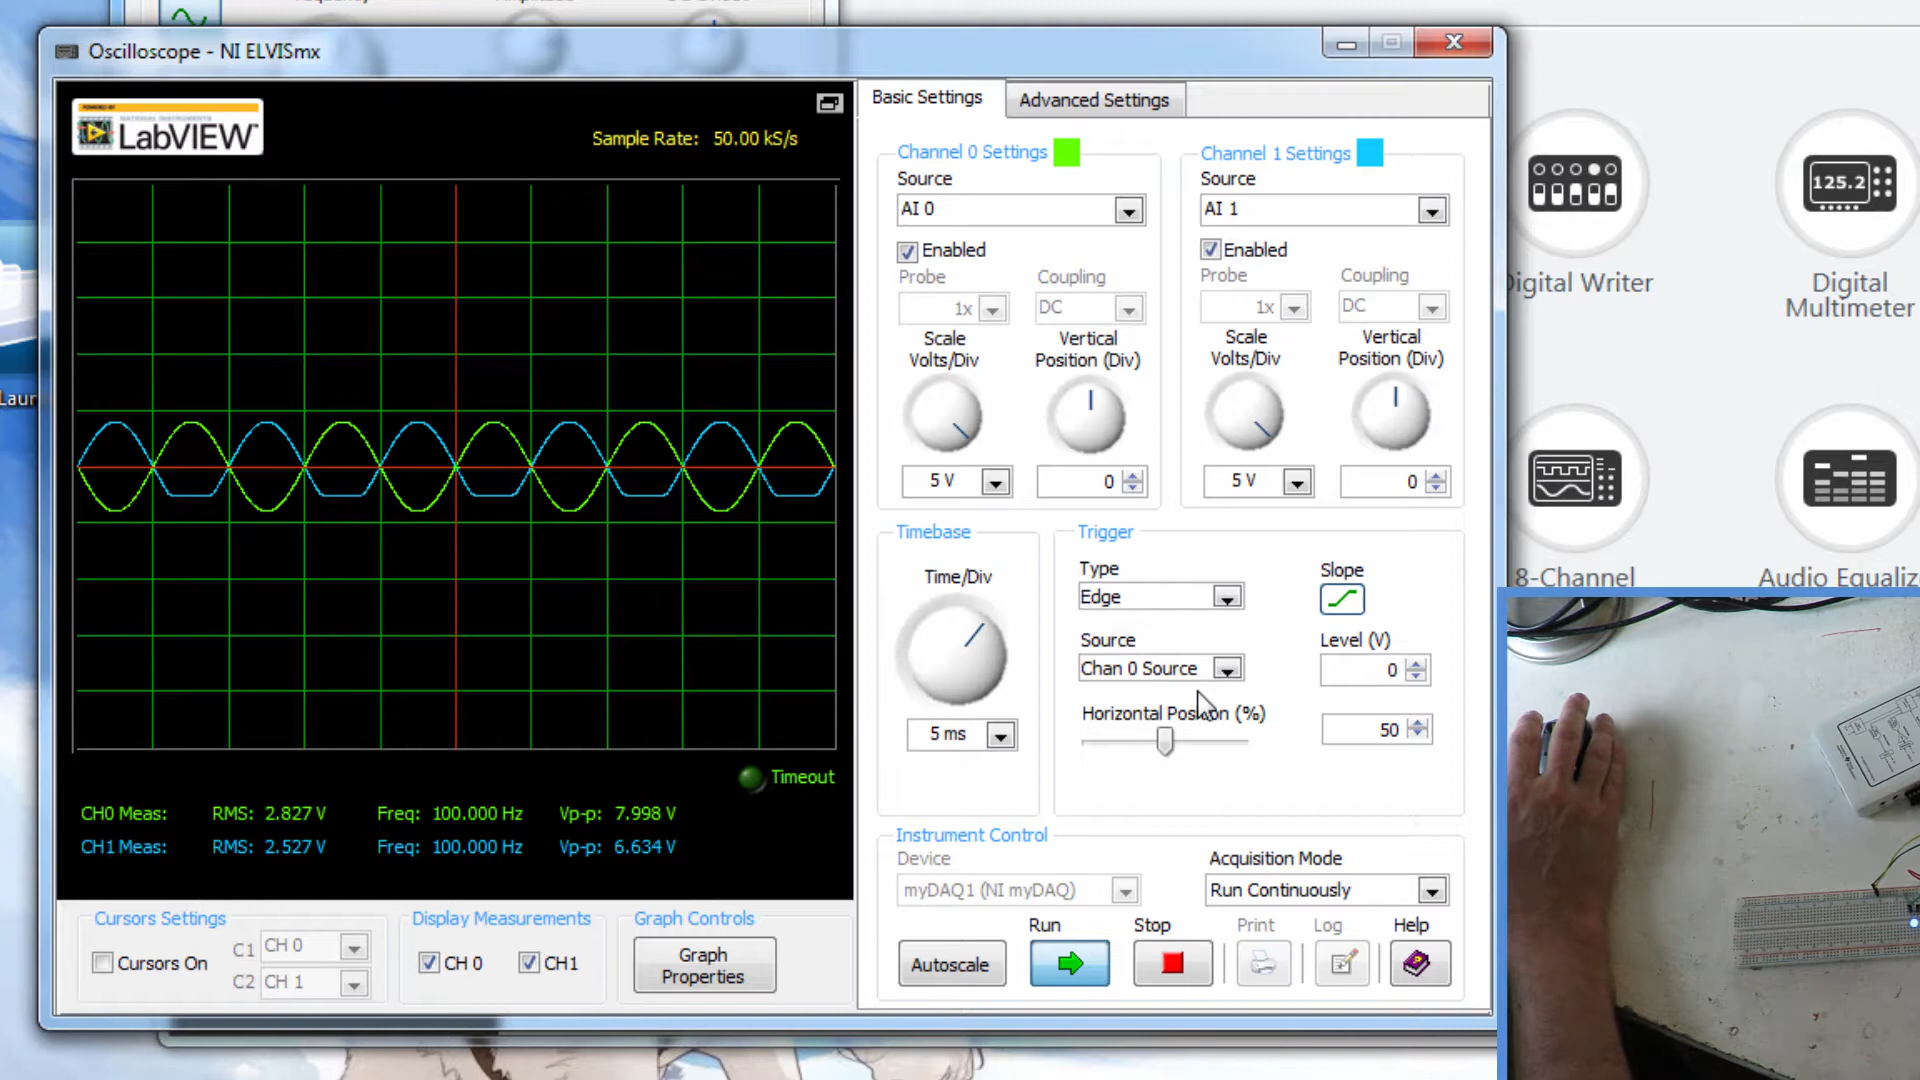 Oscilloscope - NI ELVISmx
POWERED BY
NATIONAL INSTRUMENTS
LabVIEW
Sample Rate: 50.00 kS/s
Timeout
CH0 Meas: RMS: 2.827 V Freq: 100.000 Hz Vp-p: 7.998 V
CH1 Meas: RMS: 2.527 V Freq: 100.000 Hz Vp-p: 6.634 V
Cursors Settings
Cursors On
C1 CH 0
C2 CH 1
Display Measurements
CH 0 CH1
Graph Controls
Graph
Properties
Basic Settings Advanced Settings
Channel 0 Settings
Source
AI 0
Enabled
Probe Coupling
1x DC
Scale Vertical
Volts/Div Position (Div)
5 V 0
Channel 1 Settings
Source
AI 1
Enabled
Probe Coupling
1x DC
Scale Vertical
Volts/Div Position (Div)
5 V 0
Timebase
Time/Div
5 ms
Trigger
Type Slope
Edge
Source Level (V)
Chan 0 Source 0
Horizontal Position (%)
50
Instrument Control
Device Acquisition Mode
myDAQ1 (NI myDAQ) Run Continuously
Run Stop Print Log Help
Autoscale
Digital Writer
125.2
Digital
Multimeter
8-Channel
Audio Equaliz
Laun